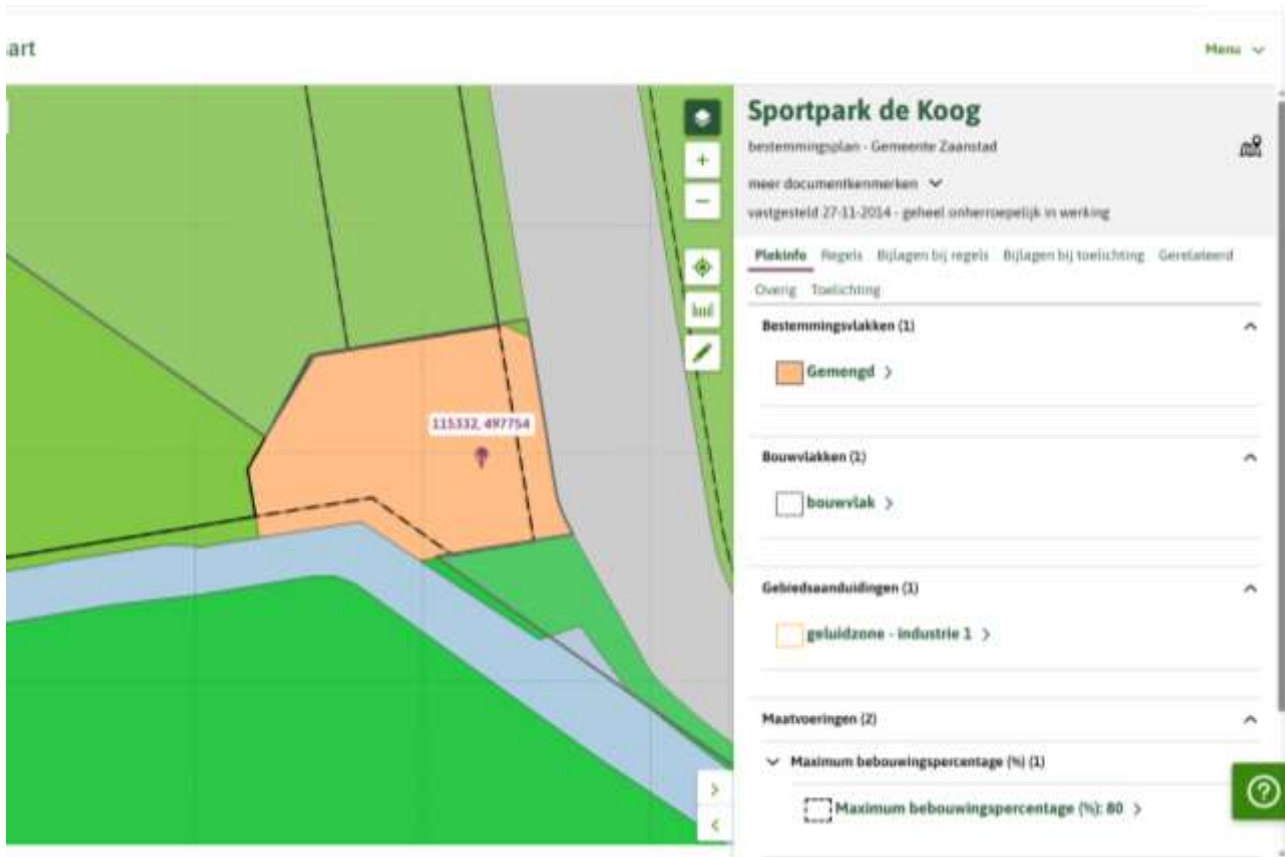 art
Menu
115332, 497754
Sportpark de Koog
bestemmingsplan - Gemeente Zaanstad
meer documentkenmerken
vastgesteld 27-11-2014 - geheel onherroepelijk in werking
Plekinfo Regels Bijlagen bij regels Bijlagen bij toelichting Gerelateerd
Overig Toelichting
Bestemmingsvlakken (1)
Gemengd >
Bouwvlakken (1)
bouwvlak >
Gebiedsaanduidingen (1)
geluidzone - industrie 1 >
Maatvoeringen (2)
Maximum bebouwingspercentage (%) (1)
Maximum bebouwingspercentage (%): 80 >